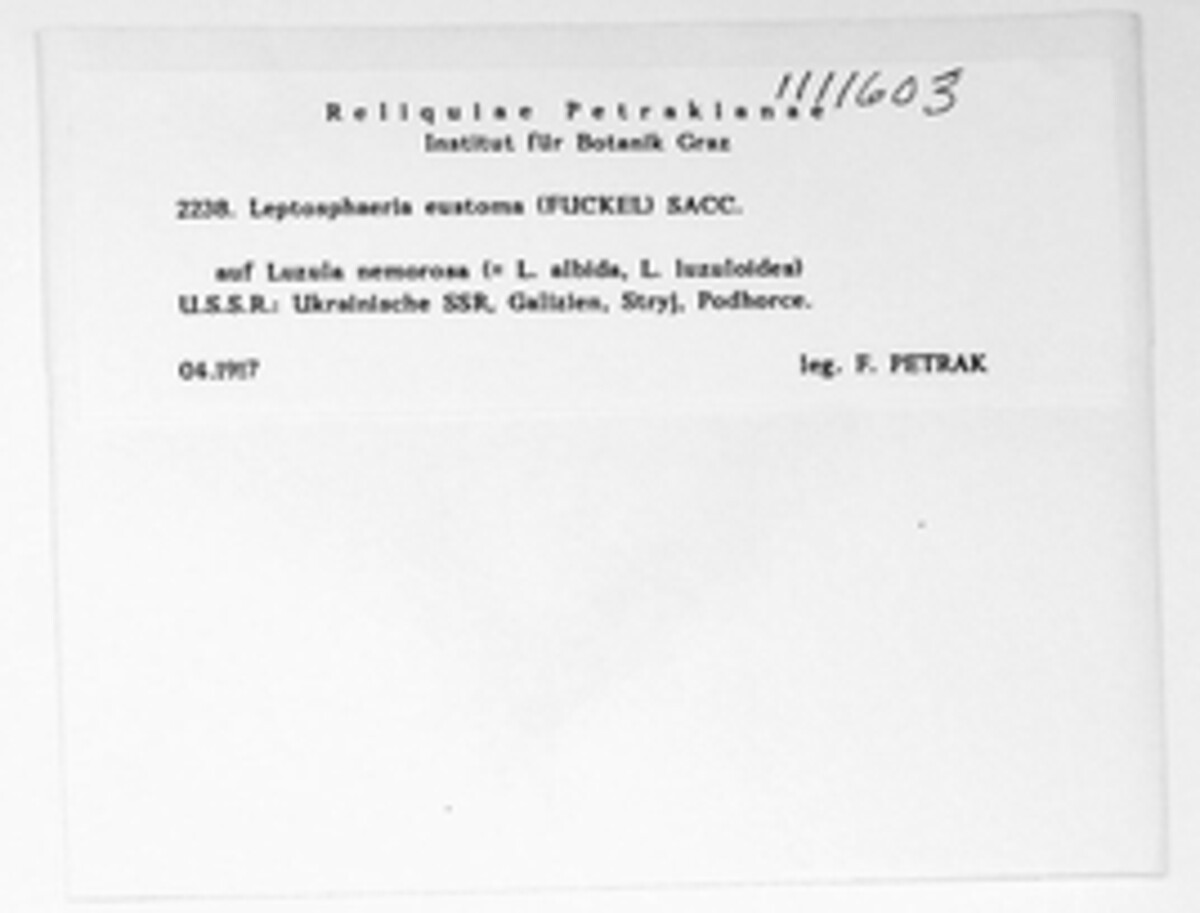 1111603
Reliquiae Petrakianae
Institut für Botanik Graz
2238. Leptosphaeria eustoma (FUCKEL) SACC.
auf Luzula nemorosa (= L. albida, L. luzuloides)
U.S.S.R.: Ukrainische SSR, Galizien, Stryj, Podhorce.
04.1917
leg. F. PETRAK